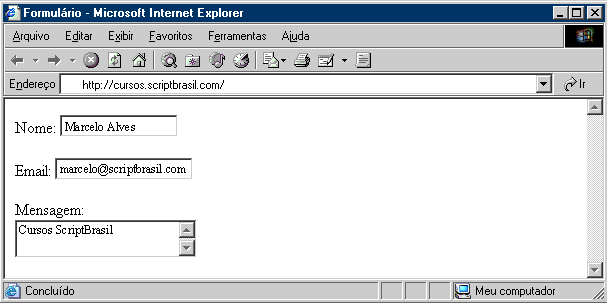 Formulário - Microsoft Internet Explorer
Arquivo Editar Exibir Favoritos Ferramentas Ajuda
Endereço http://cursos.scriptbrasil.com/ Ir
Nome: Marcelo Alves
Email: marcelo@scriptbrasil.com
Mensagem:
Cursos ScriptBrasil
Concluído Meu computador